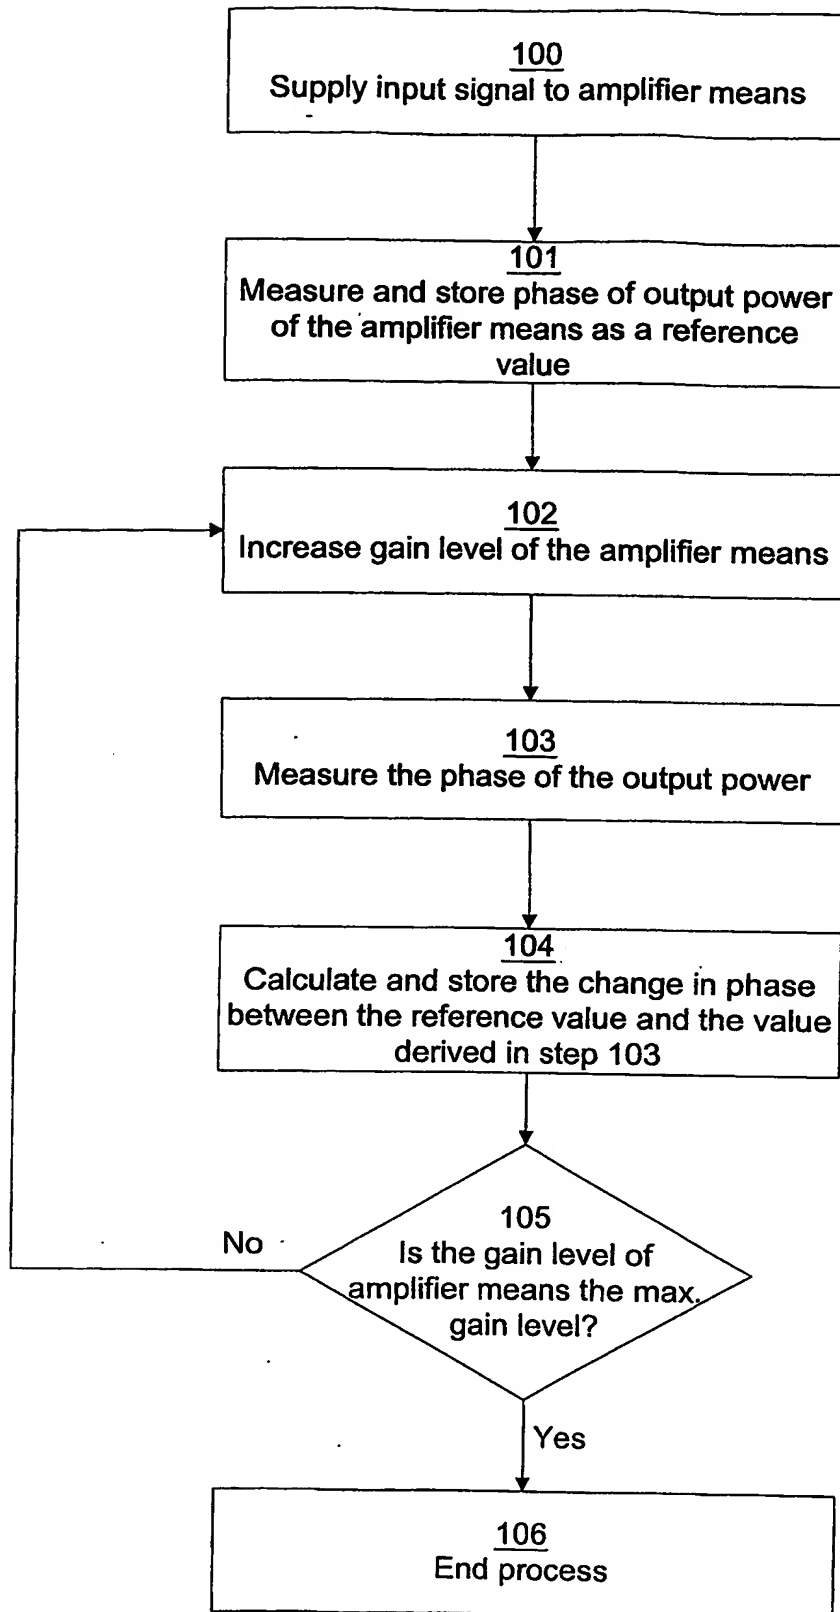 100
Supply input signal to amplifier means
101
Measure and store phase of output power
of the amplifier means as a reference
value
102
Increase gain level of the amplifier means
103
Measure the phase of the output power
104
Calculate and store the change in phase
between the reference value and the value
derived in step 103
105
Is the gain level of
amplifier means the max.
gain level?
No
Yes
106
End process